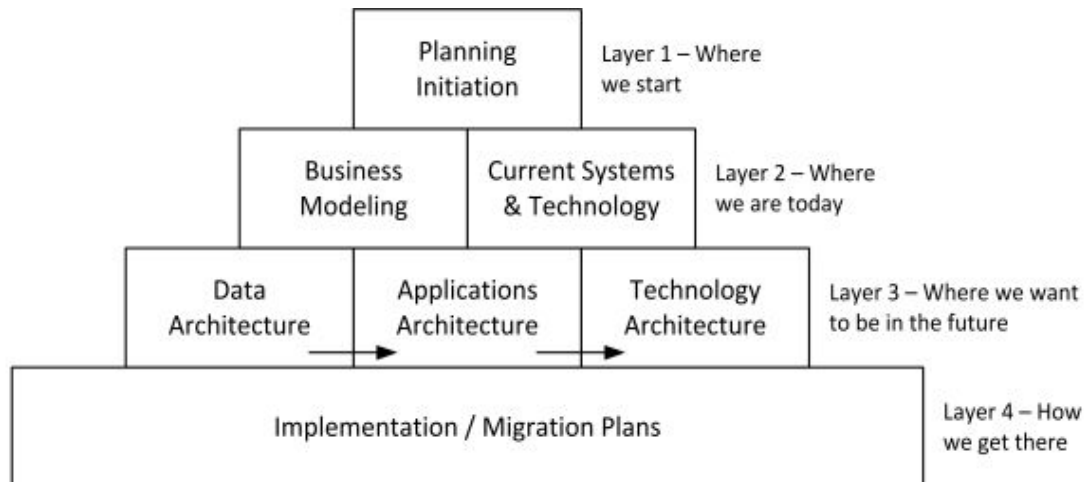 Planning
Initiation
Layer 1 – Where
we start
Business
Modeling
Current Systems
& Technology
Layer 2 – Where
we are today
Data
Architecture
Applications
Architecture
Technology
Architecture
Layer 3 – Where we want
to be in the future
Implementation / Migration Plans
Layer 4 – How
we get there